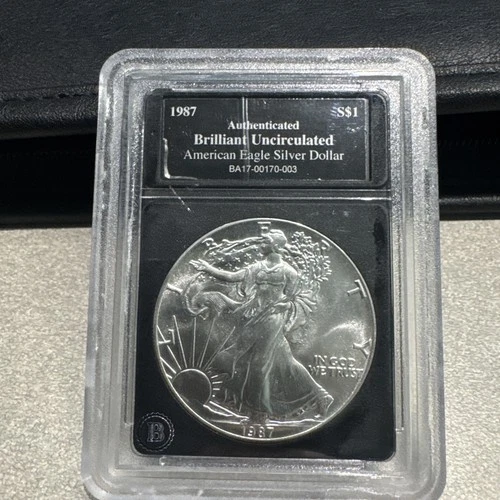 1987 S$1
Authenticated
Brilliant Uncirculated
American Eagle Silver Dollar
BA17-00170-003
LIBERTY
IN GOD
WE TRUST
1987
B